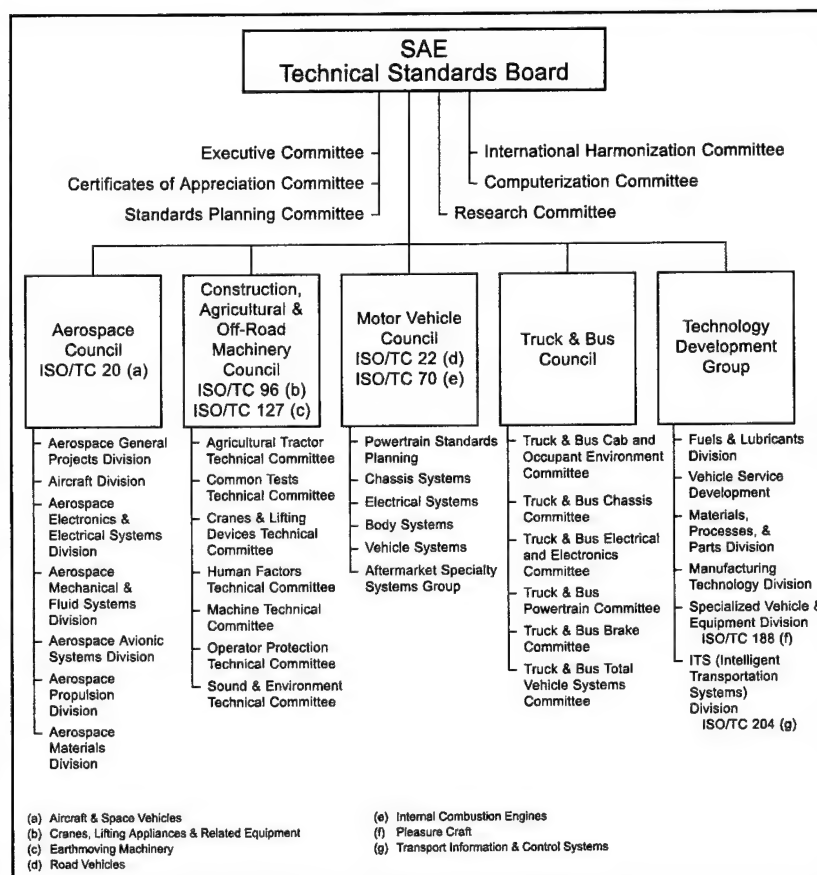 SAE
Technical Standards Board
Executive Committee
Certificates of Appreciation Committee
Standards Planning Committee
International Harmonization Committee
Computerization Committee
Research Committee
Aerospace
Council
ISO/TC 20 (a)
Construction,
Agricultural &
Off-Road
Machinery
Council
ISO/TC 96 (b)
ISO/TC 127 (c)
Motor Vehicle
Council
ISO/TC 22 (d)
ISO/TC 70 (e)
Truck & Bus
Council
Technology
Development
Group
Aerospace General
Projects Division
Aircraft Division
Aerospace
Electronics &
Electrical Systems
Division
Aerospace
Mechanical &
Fluid Systems
Division
Aerospace Avionic
Systems Division
Aerospace
Propulsion
Division
Aerospace
Materials
Division
Agricultural Tractor
Technical Committee
Common Tests
Technical Committee
Cranes & Lifting
Devices Technical
Committee
Human Factors
Technical Committee
Machine Technical
Committee
Operator Protection
Technical Committee
Sound & Environment
Technical Committee
Powertrain Standards
Planning
Chassis Systems
Electrical Systems
Body Systems
Vehicle Systems
Aftermarket Specialty
Systems Group
Truck & Bus Cab and
Occupant Environment
Committee
Truck & Bus Chassis
Committee
Truck & Bus Electrical
and Electronics
Committee
Truck & Bus
Powertrain Committee
Truck & Bus Brake
Committee
Truck & Bus Total
Vehicle Systems
Committee
Fuels & Lubricants
Division
Vehicle Service
Development
Materials,
Processes, &
Parts Division
Manufacturing
Technology Division
Specialized Vehicle &
Equipment Division
ISO/TC 188 (f)
ITS (Intelligent
Transportation
Systems)
Division
ISO/TC 204 (g)
(a) Aircraft & Space Vehicles
(b) Cranes, Lifting Appliances & Related Equipment
(c) Earthmoving Machinery
(d) Road Vehicles
(e) Internal Combustion Engines
(f) Pleasure Craft
(g) Transport Information & Control Systems